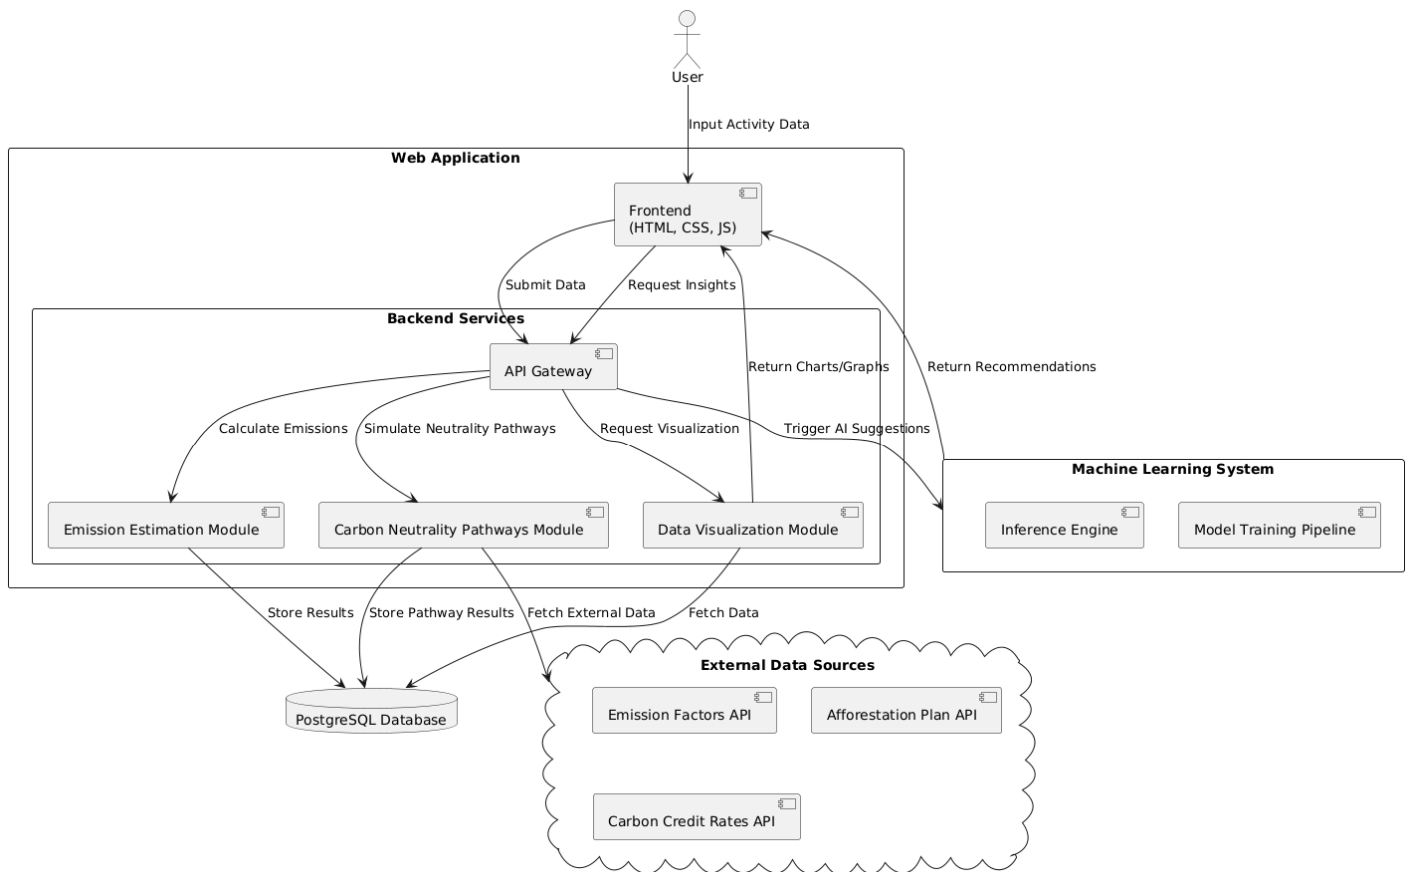 User
Input Activity Data
Web Application
Frontend
(HTML, CSS, JS)
Submit Data
Request Insights
Backend Services
API Gateway
Return Charts/Graphs
Return Recommendations
Calculate Emissions
Simulate Neutrality Pathways
Request Visualization
Trigger AI Suggestions
Machine Learning System
Emission Estimation Module
Carbon Neutrality Pathways Module
Data Visualization Module
Inference Engine
Model Training Pipeline
Store Results
Store Pathway Results
Fetch External Data
Fetch Data
External Data Sources
PostgreSQL Database
Emission Factors API
Afforestation Plan API
Carbon Credit Rates API